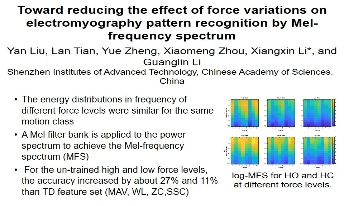 Toward reducing the effect of force variations on
electromyography pattern recognition by Mel-
frequency spectrum
Yan Liu, Lan Tian, Yue Zheng, Xiaomeng Zhou, Xiangxin Li*, and
Guanglin Li
Shenzhen Institutes of Advanced Technology, Chinese Academy of Sciences.
China
• The energy distributions in frequency of
different force levels were similar for the same
motion class
• A Mel filter bank is applied to the power
spectrum to achieve the Mel-frequency
spectrum (MFS)
• For the un-trained high and low force levels,
the accuracy increased by about 27% and 11%
than TD feature set (MAV, WL, ZC,SSC)
log-MFS for HO and HC
at different force levels.